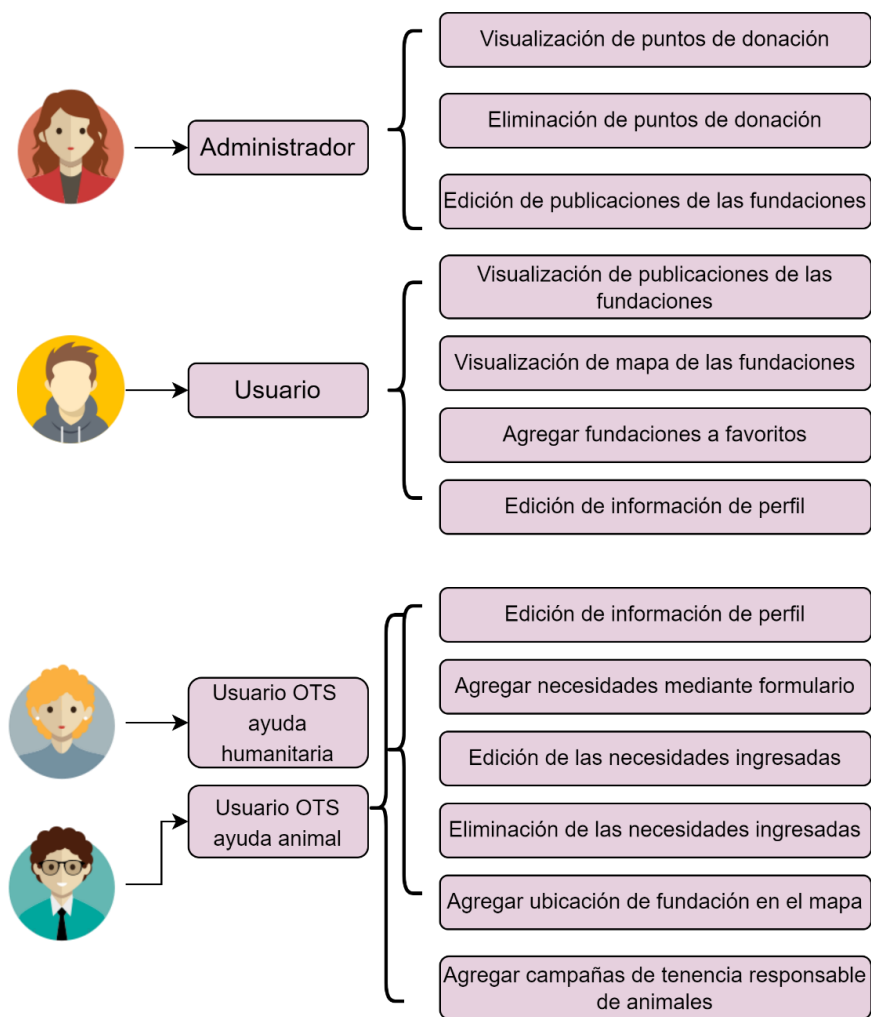 Visualización de puntos de donación
Eliminación de puntos de donación
Administrador
Edición de publicaciones de las fundaciones
Visualización de publicaciones de las
fundaciones
Visualización de mapa de las fundaciones
Usuario
Agregar fundaciones a favoritos
Edición de información de perfil
Edición de información de perfil
Usuario OTS
ayuda
humanitaria
Agregar necesidades mediante formulario
Edición de las necesidades ingresadas
Usuario OTS
ayuda animal
Eliminación de las necesidades ingresadas
Agregar ubicación de fundación en el mapa
Agregar campañas de tenencia responsable
de animales